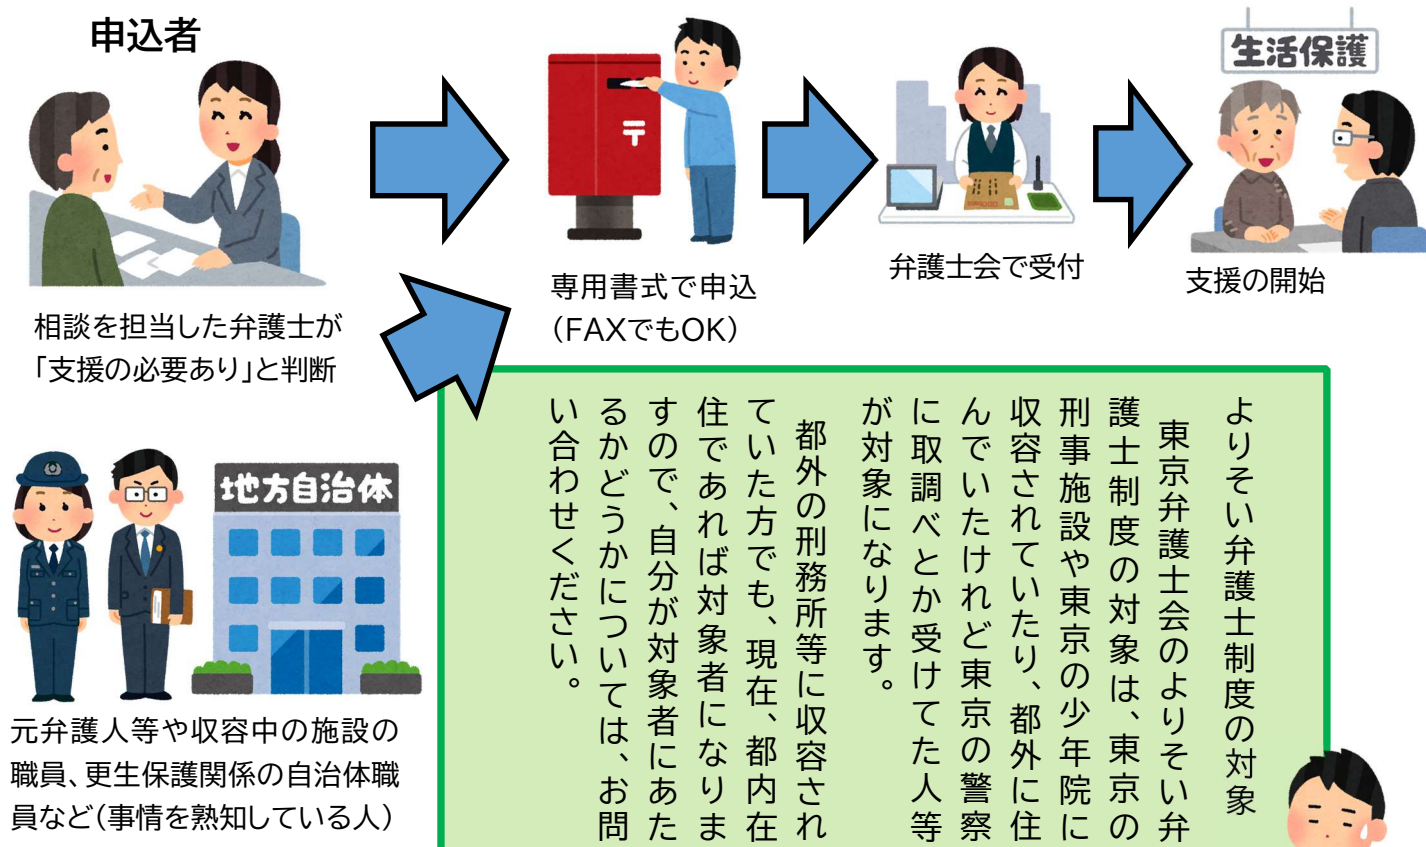 申込者
相談を担当した弁護士が
「支援の必要あり」と判断
〒
専用書式で申込
(FAXでもOK)
弁護士会で受付
生活保護
支援の開始
地方自治体
元弁護人等や収容中の施設の
職員、更生保護関係の自治体職
員など(事情を熟知している人)
よりそい弁護士制度の対象
東京弁護士会のよりそい弁
護士制度の対象は、東京の
刑事施設や東京の少年院に
収容されていたり、都外に住
んでいたけれど東京の警察
に取調べとか受けてた人等
が対象になります。
都外の刑務所等に収容され
ていた方でも、現在、都内在
住であれば対象者になりま
すので、自分が対象者にあた
るかどうかについては、お問
い合わせください。